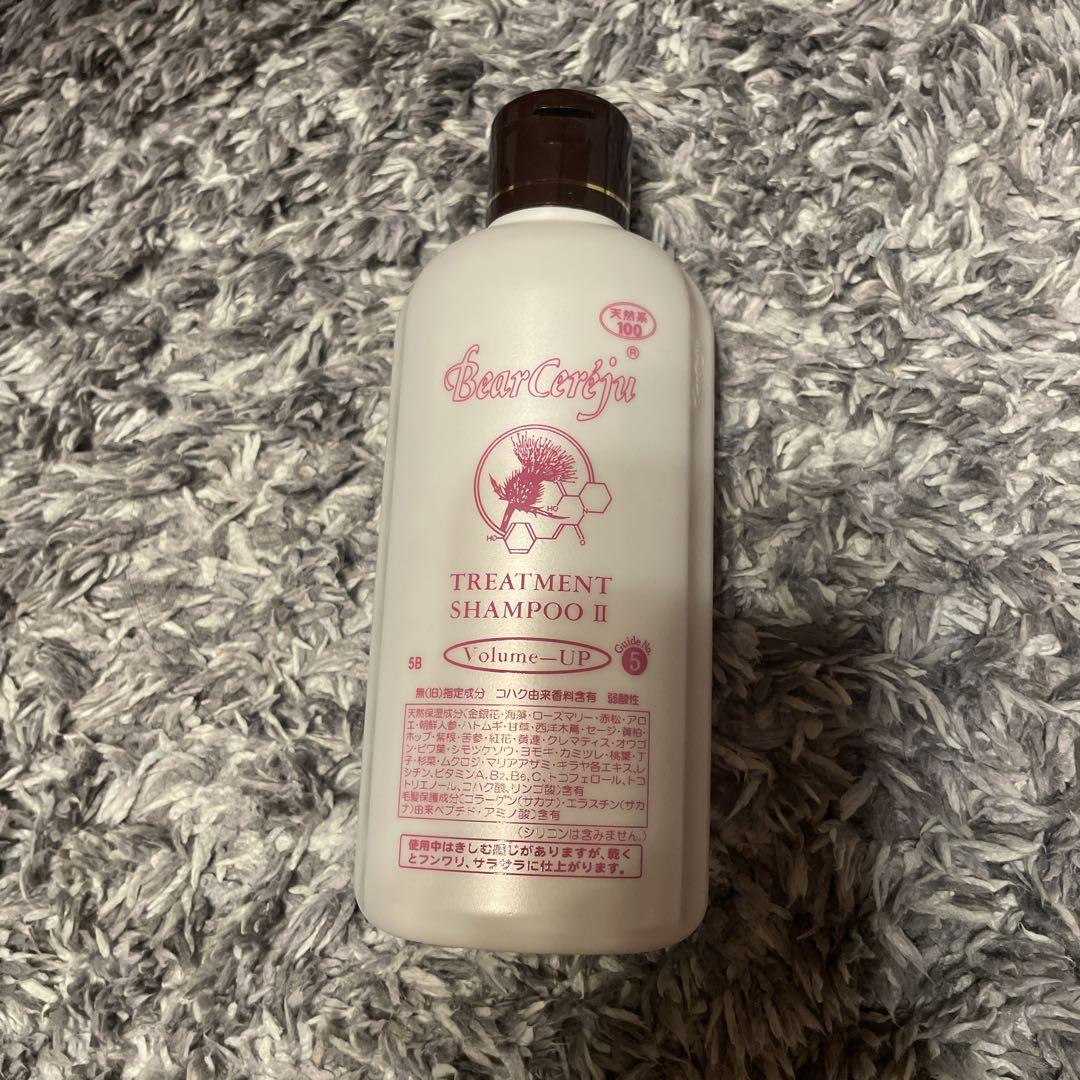 天然系
100
BearCeréju®
HO
HO
N
O
TREATMENT
SHAMPOO II
Volume—UP
Guide No.
5
5B
無(旧)指定成分 コハク由来香料含有 弱酸性
天然保湿成分〔金銀花・海藻・ローズマリー・赤松・アロ
エ・朝鮮人参・ハトムギ・甘草・西洋木蔦・セージ・黄柏・
ホップ・紫根・苦参・紅花・黄連・クレマティス・オウゴ
ン・ビワ葉・シモツケソウ・ヨモギ・カミツレ・桃葉・丁
子・杉菜・ムクロジ・マリアアザミ・キラヤ各エキス、レ
シチン、ビタミンA、B2、B6、C、トコフェロール、トコ
トリエノール、コハク酸、リンゴ酸〕含有
毛髪保護成分〔コラーゲン(サカナ)・エラスチン(サカ
ナ)由来ペプチド・アミノ酸〕含有
(シリコンは含みません。)
使用中はきしむ感じがありますが、乾く
とフンワリ、サラサラに仕上がります。